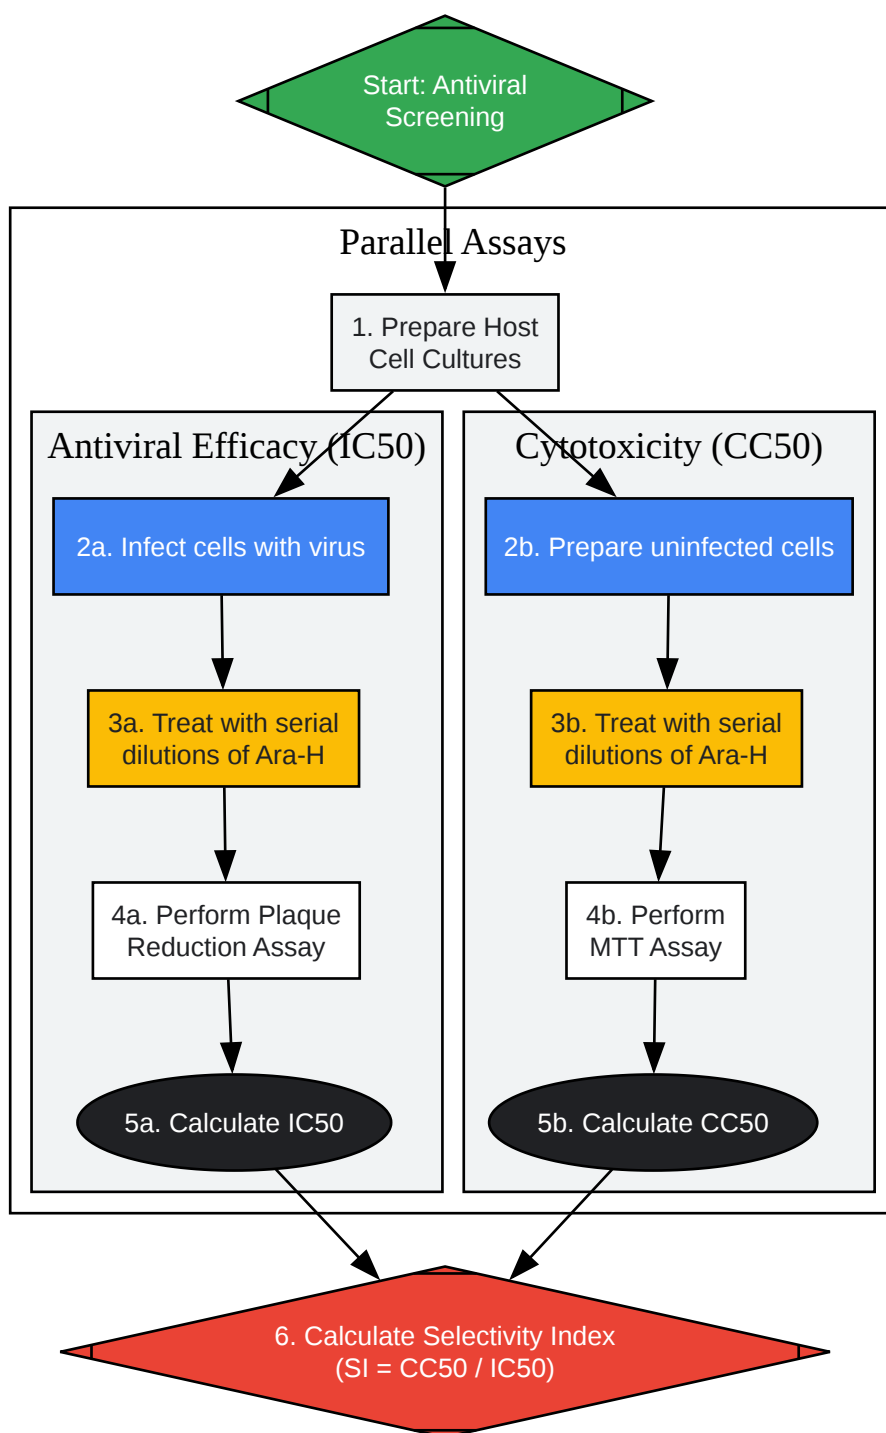 Start: Antiviral
Screening
Parallel Assays
1. Prepare Host
Cell Cultures
Antiviral Efficacy (IC50)
2a. Infect cells with virus
3a. Treat with serial
dilutions of Ara-H
4a. Perform Plaque
Reduction Assay
5a. Calculate IC50
Cytotoxicity (CC50)
2b. Prepare uninfected cells
3b. Treat with serial
dilutions of Ara-H
4b. Perform
MTT Assay
5b. Calculate CC50
6. Calculate Selectivity Index
(SI = CC50 / IC50)